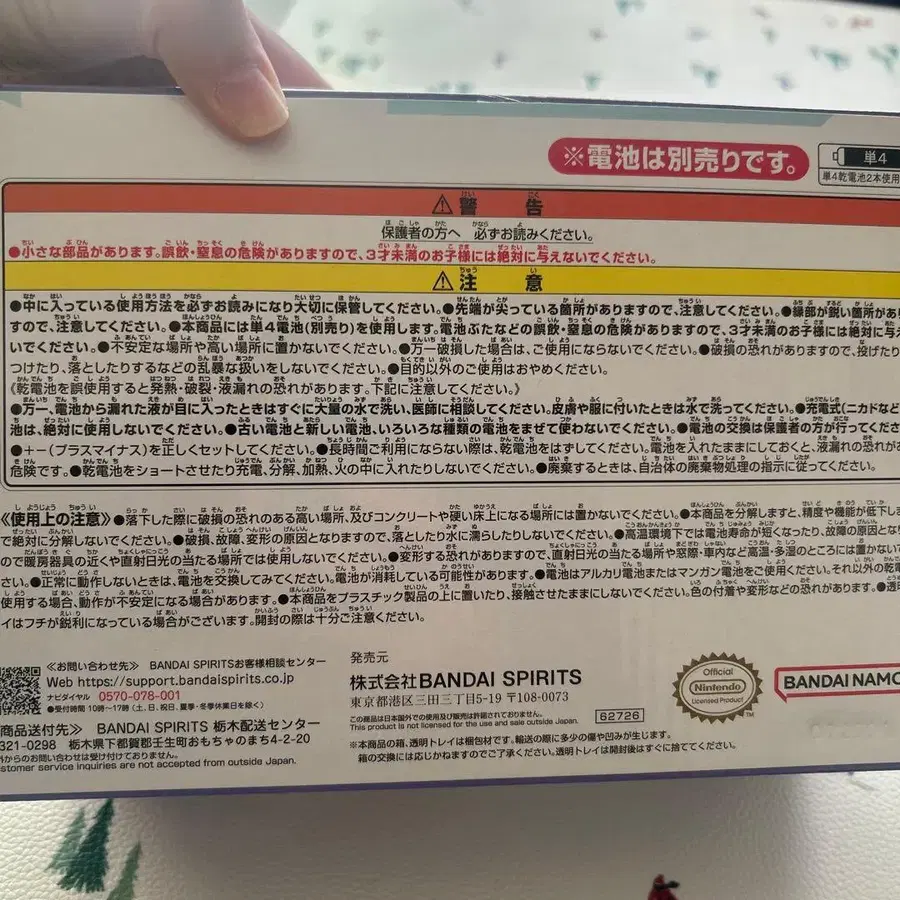 ※電池は別売りです。
単4
単4乾電池2本使用
⚠警告
保護者の方へ 必ずお読みください。
●小さな部品があります。誤飲・窒息の危険がありますので、3才未満のお子様には絶対に与えないでください。
⚠注意
●中に入っている使用方法を必ずお読みになり大切に保管してください。●先端が尖っている箇所がありますので、注意してください。●縁部が鋭い箇所があ
ますので、注意してください。●本商品には単4電池(別売り)を使用します。電池ぶたなどの誤飲・窒息の危険がありますので、3才未満のお子様には絶対に与え
いでください。●不安定な場所や高い場所に置かないでください。●万一破損した場合は、ご使用にならないでください。●破損の恐れがありますので、投げたり
つけたり、落としたりするなどの乱暴な扱いをしないでください。●目的以外のご使用はおやめください。
《乾電池を誤使用すると発熱・破裂・液漏れの恐れがあります。下記に注意してください。》
●万一、電池から漏れた液が目に入ったときはすぐに大量の水で洗い、医師に相談してください。皮膚や服に付いたときは水で洗ってください。●充電式(ニカドなど
池は、絶対に使用しないでください。●古い電池と新しい電池、いろいろな種類の電池をまぜて使わないでください。●電池の交換は保護者の方が行ってくださ
●+-(プラスマイナス)を正しくセットしてください。●長時間ご利用にならない際は、乾電池をはずしてください。電池を入れたままにしておくと、液漏れの恐れがあ
危険です。●乾電池をショートさせたり充電、分解、加熱、火の中に入れたりしないでください。●廃棄するときは、自治体の廃棄物処理の指示に従ってください。
《使用上の注意》●落下した際に破損の恐れのある高い場所、及びコンクリートや硬い床上になる場所には置かないでください。●本商品を分解しますと、精度や機能が低下しま
で絶対に分解しないでください。●破損、故障、変形の原因となりますので、落としたり水に濡らしたりしないでください。●高温環境下では電池寿命が短くなったり、故障の原因とな
ので暖房器具の近くや直射日光の当たる場所では使用しないでください。●変形する恐れがありますので、直射日光の当たる場所や窓際・車内など高温・多湿のところには置かない
さい。●正常に動作しないときは、電池を交換してみてください。電池が消耗している可能性があります。●電池はアルカリ電池またはマンガン電池をご使用ください。それ以外の乾電
使用する場合、動作が不安定になる場合があります。●本商品をプラスチック製品の上に置いたり、接触させたままにしないでください。色の付着や変形などの恐れがあります。●透明
イはフチが鋭利になっている場合がございます。開封の際は十分ご注意ください。
《お問い合わせ先》 BANDAI SPIRITSお客様相談センター
Web https://support.bandaispirits.co.jp
ナビダイヤル 0570-078-001
●受付時間 10時〜17時(土、日、祝日、夏季・冬季休業日を除く)
商品送付先》 BANDAI SPIRITS 栃木配送センター
321-0298 栃木県下都賀郡壬生町おもちゃのまち4-2-20
外からのお問い合わせは受け付けておりません。
stomer service inquiries are not accepted from outside Japan.
発売元
株式会社BANDAI SPIRITS
東京都港区三田三丁目5-19 〒108-0073
この商品は日本国外での使用及び販売は許諾されておりません。
This product is not licensed for the use and sale outside Japan.
62726
※本商品の箱、透明トレイは梱包材です。輸送の際に多少の傷や凹みが生じます。
箱の交換には応じかねますのでご了承ください。透明トレイは開封後はすぐに捨ててください。
Official
Nintendo
Licensed Product
TM
BANDAI NAMCO